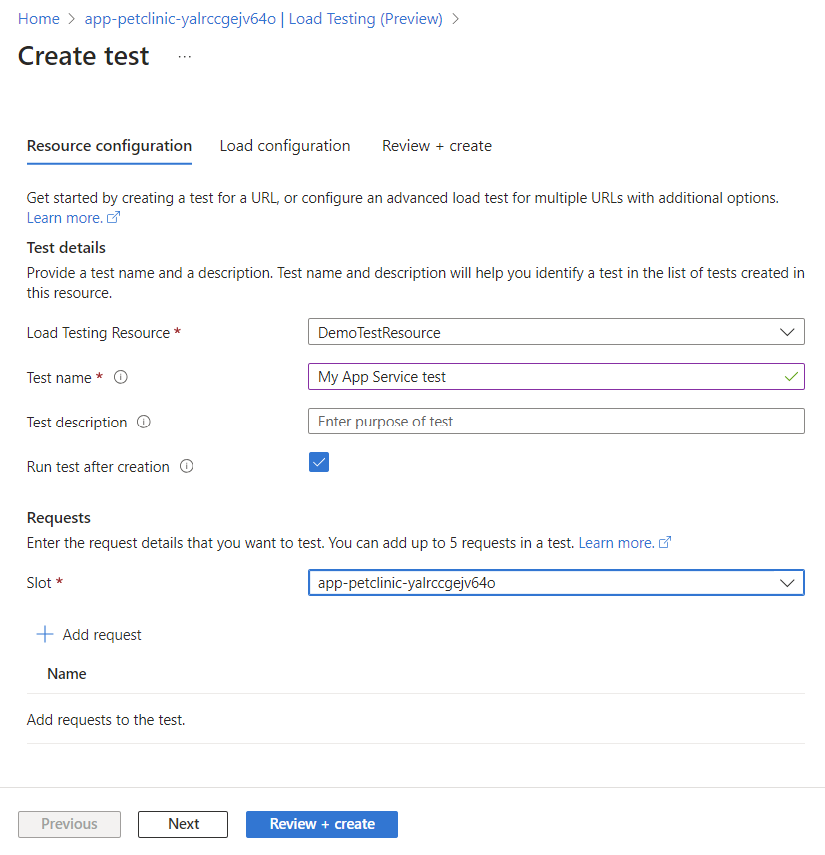 Home > app-petclinic-yalrccgejv64o | Load Testing (Preview) >
Create test ...
Resource configuration Load configuration Review + create
Get started by creating a test for a URL, or configure an advanced load test for multiple URLs with additional options.
Learn more.
Test details
Provide a test name and a description. Test name and description will help you identify a test in the list of tests created in
this resource.
Load Testing Resource * DemoTestResource
Test name * My App Service test
Test description Enter purpose of test
Run test after creation
Requests
Enter the request details that you want to test. You can add up to 5 requests in a test. Learn more.
Slot * app-petclinic-yalrccgejv64o
+ Add request
Name
Add requests to the test.
Previous Next Review + create